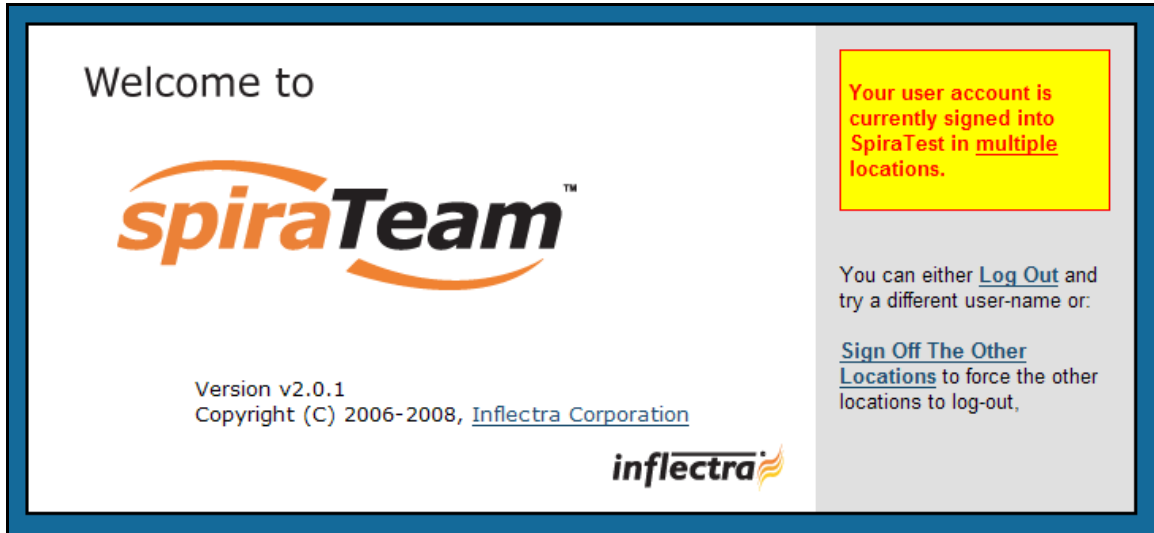 Welcome to
spiraTeam™
Version v2.0.1
Copyright (C) 2006-2008, Inflectra Corporation
inflectra
Your user account is
currently signed into
SpiraTest in multiple
locations.
You can either Log Out and
try a different user-name or:
Sign Off The Other
Locations to force the other
locations to log-out,